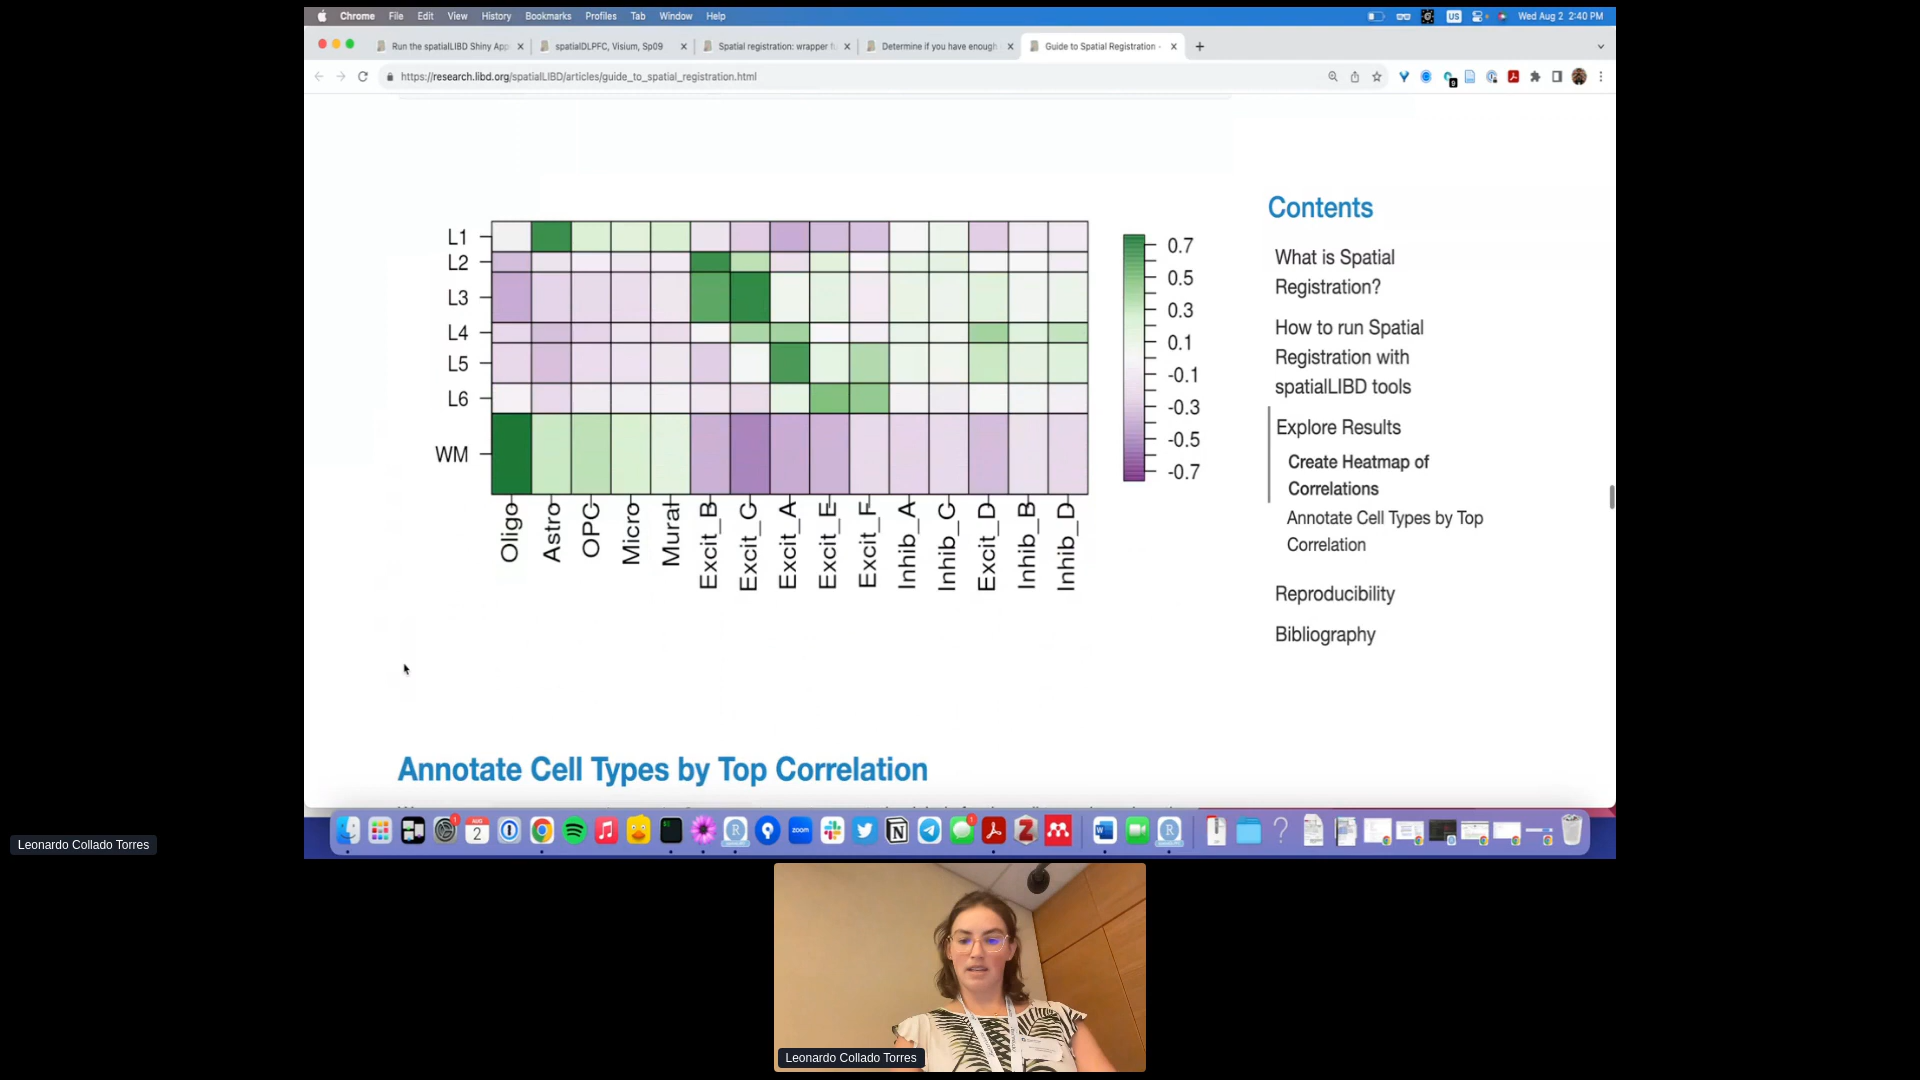 Chrome File Edit View History Bookmarks Profiles Tab Window Help
US
Wed Aug 2 2:40 PM
Run the spatialLIBD Shiny App
spatialDLPFC, Visium, Sp09
Spatial registration: wrapper f
Determine if you have enough
Guide to Spatial Registration -
https://research.libd.org/spatialLIBD/articles/guide_to_spatial_registration.html
L1
L2
L3
L4
L5
L6
WM
Oligo
Astro
OPC
Micro
Mural
Excit_B
Excit_C
Excit_A
Excit_E
Excit_F
Inhib_A
Inhib_C
Excit_D
Inhib_B
Inhib_D
0.7
0.5
0.3
0.1
-0.1
-0.3
-0.5
-0.7
Contents
What is Spatial
Registration?
How to run Spatial
Registration with
spatialLIBD tools
Explore Results
Create Heatmap of
Correlations
Annotate Cell Types by Top
Correlation
Reproducibility
Bibliography
Annotate Cell Types by Top Correlation
AUG
2
zoom
Leonardo Collado Torres
Leonardo Collado Torres